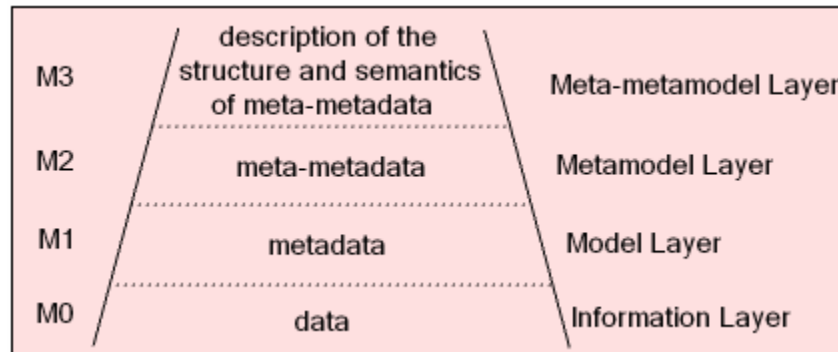 description of the
M3 structure and semantics Meta-metamodel Layer
of meta-metadata
M2 meta-metadata Metamodel Layer
M1 metadata Model Layer
M0 data Information Layer